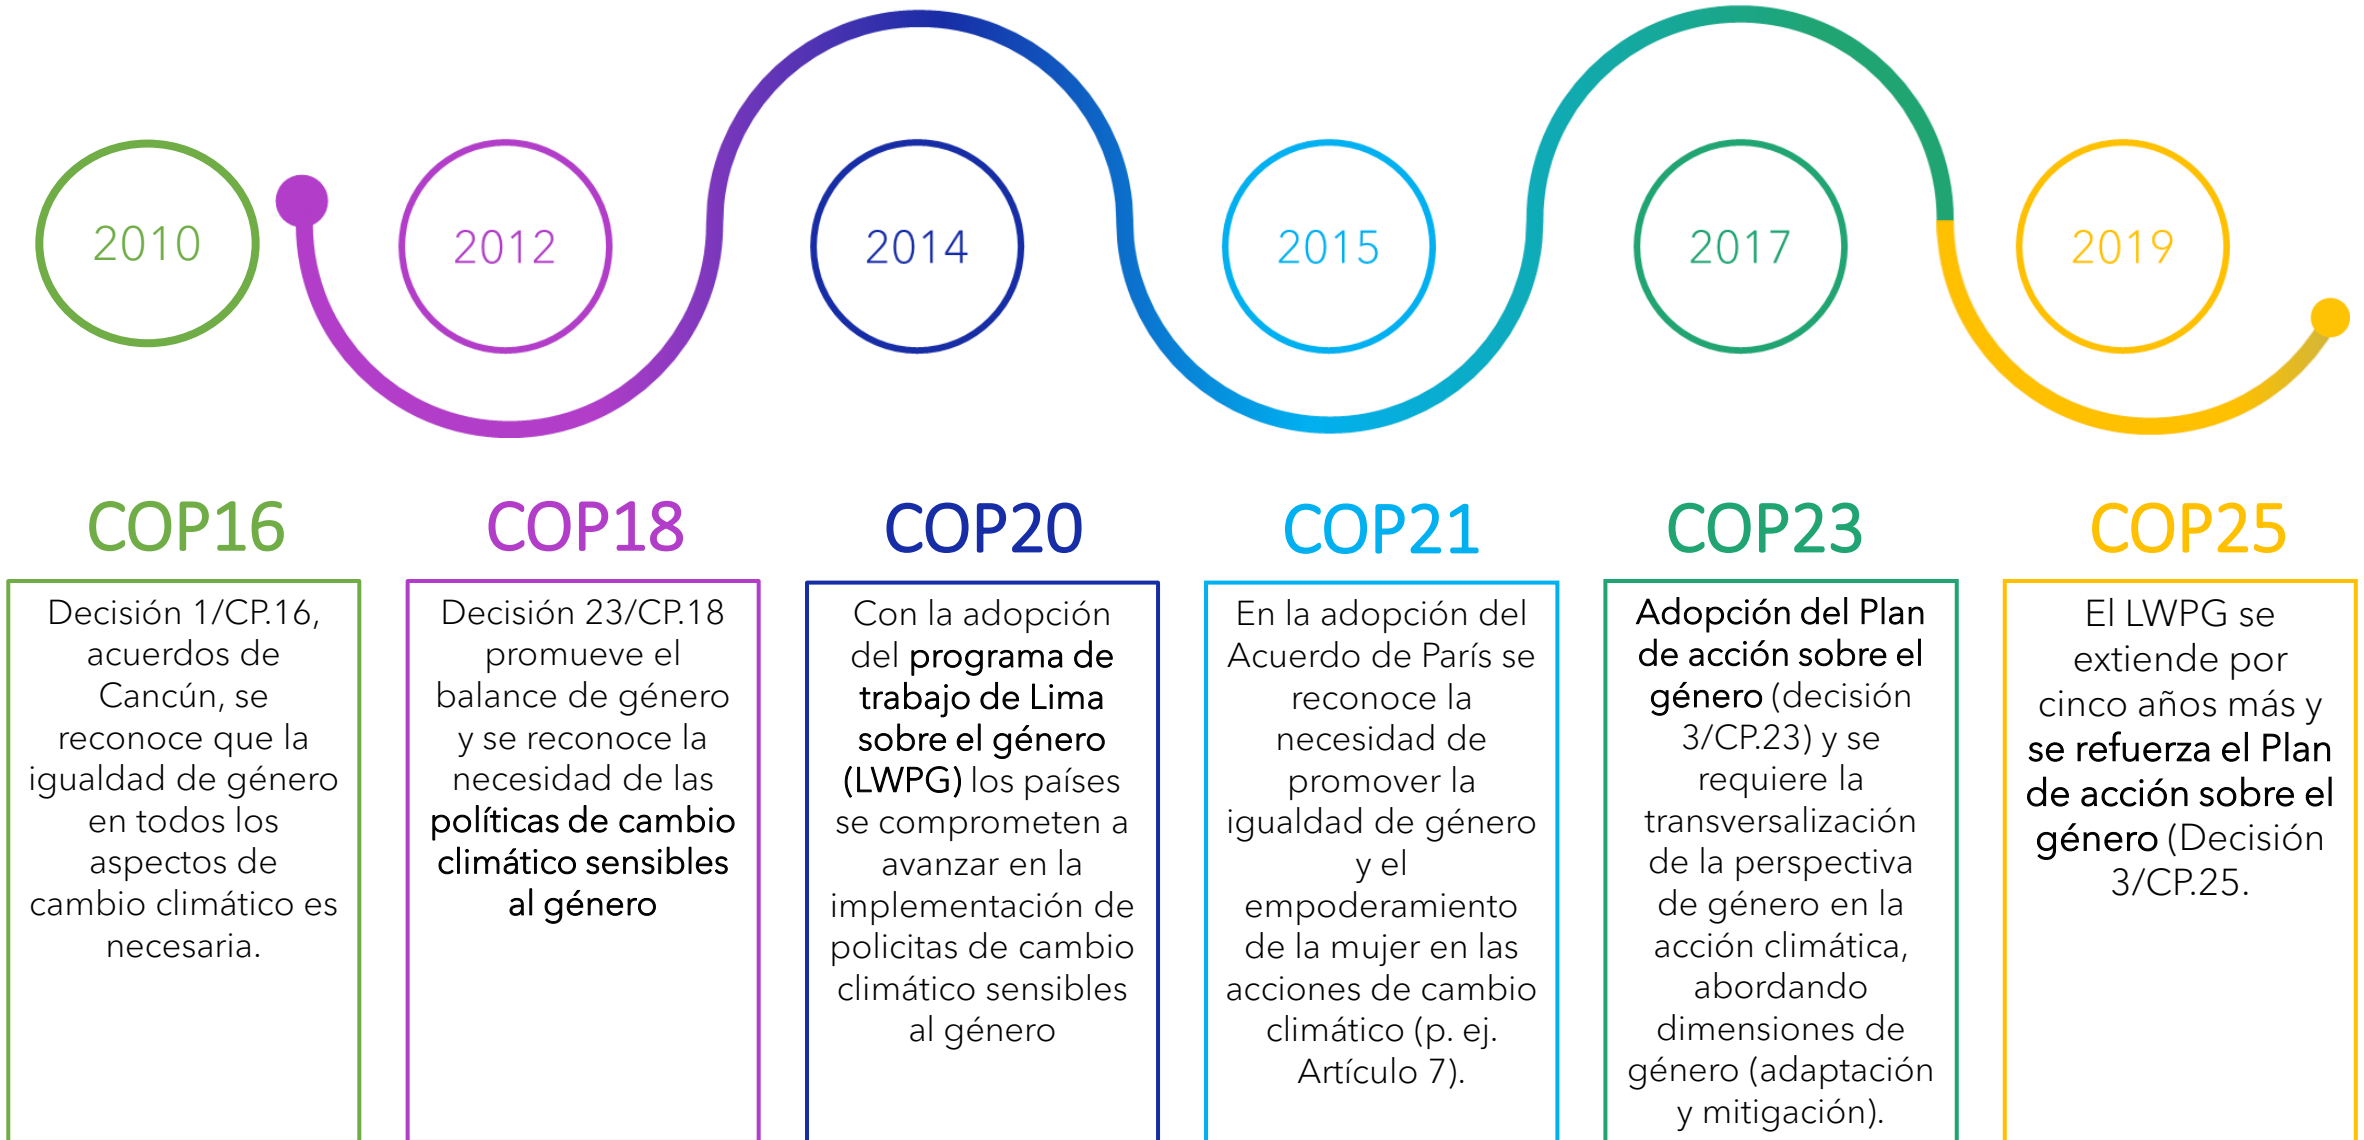 2010
2012
2014
2015
2017
2019
COP16
COP18
COP20
COP21
COP23
COP25
Decisión 1/CP.16,
acuerdos de
Cancún, se
reconoce que la
igualdad de género
en todos los
aspectos de
cambio climático es
necesaria.
Decisión 23/CP.18
promueve el
balance de género
y se reconoce la
necesidad de las
políticas de cambio
climático sensibles
al género
Con la adopción
del programa de
trabajo de Lima
sobre el género
(LWPG) los países
se comprometen a
avanzar en la
implementación de
policitas de cambio
climático sensibles
al género
En la adopción del
Acuerdo de París se
reconoce la
necesidad de
promover la
igualdad de género
y el
empoderamiento
de la mujer en las
acciones de cambio
climático (p. ej.
Artículo 7).
Adopción del Plan
de acción sobre el
género (decisión
3/CP.23) y se
requiere la
transversalización
de la perspectiva
de género en la
acción climática,
abordando
dimensiones de
género (adaptación
y mitigación).
El LWPG se
extiende por
cinco años más y
se refuerza el Plan
de acción sobre el
género (Decisión
3/CP.25.